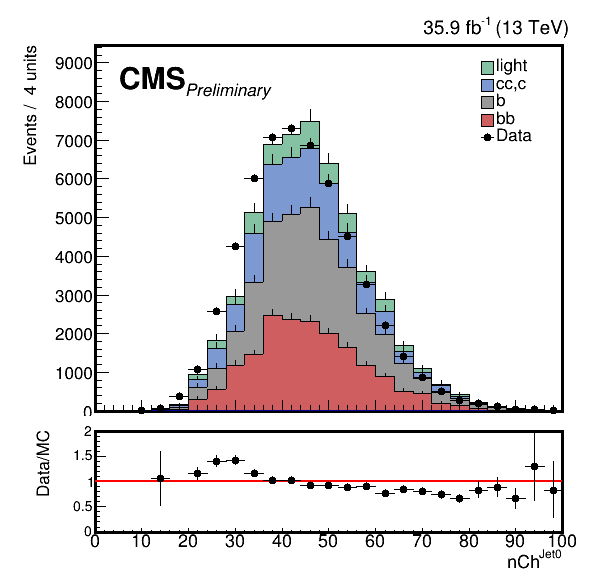 35.9 fb⁻¹ (13 TeV)
Events / 4 units
9000
8000
7000
6000
5000
4000
3000
2000
1000
0
CMS Preliminary
light
cc,c
b
bb
Data
Data/MC
2
1.5
1
0.5
0
0 10 20 30 40 50 60 70 80 90 100
nCh^Jet0